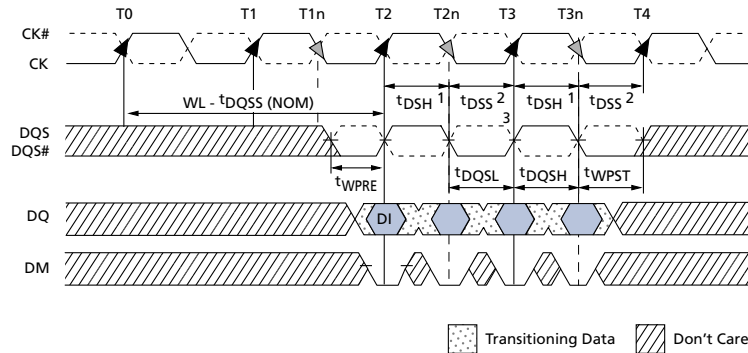 T0 T1 T1n T2 T2n T3 T3n T4
CK#
CK
tDSH 1 tDSS 2 tDSH 1 tDSS 2
WL - tDQSS (NOM)
3
DQS
DQS#
tWPRE tDQSL tDQSH tWPST
DQ
DI
DM
Transitioning Data
Don't Care